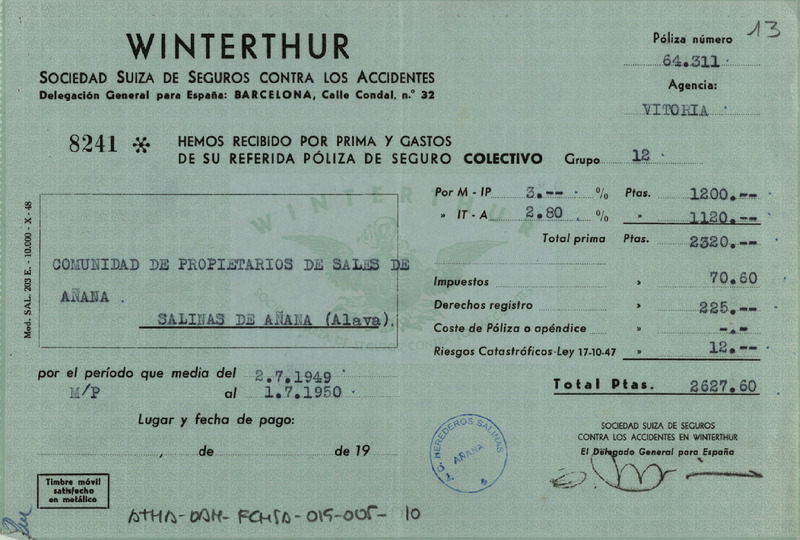 13
WINTERTHUR
SOCIEDAD SUIZA DE SEGUROS CONTRA LOS ACCIDENTES
Delegación General para España: BARCELONA, Calle Condal, n.° 32
Póliza número
64.311
Agencia:
VITORIA
8241 * HEMOS RECIBIDO POR PRIMA Y GASTOS
DE SU REFERIDA PÓLIZA DE SEGURO COLECTIVO Grupo 12
Por M - IP 3.-- % Ptas. 1200.--
» IT - A 2.80 % » 1120.--
Total prima Ptas. 2320.--
Impuestos » 70.60
Derechos registro » 225.--
Coste de Póliza o apéndice » -.-
Riesgos Catastróficos-Ley 17-10-47 » 12.--
Total Ptas. 2627.60
WINTERTHUR
COMUNIDAD DE PROPIETARIOS DE SALES DE
AÑANA .
SALINAS DE AÑANA (Alava).
Mod. SAL. 203 E. - 10.000 - X - 48
por el período que media del 2.7.1949
M/P al 1.7.1950
Lugar y fecha de pago:
, de de 19
Timbre móvil
satisfecho
en metálico
HEREDEROS SALINAS
AÑANA
SOCIEDAD SUIZA DE SEGUROS
CONTRA LOS ACCIDENTES EN WINTERTHUR
El Delegado General para España
ATHA-DAH-FCHSA-015-005-10